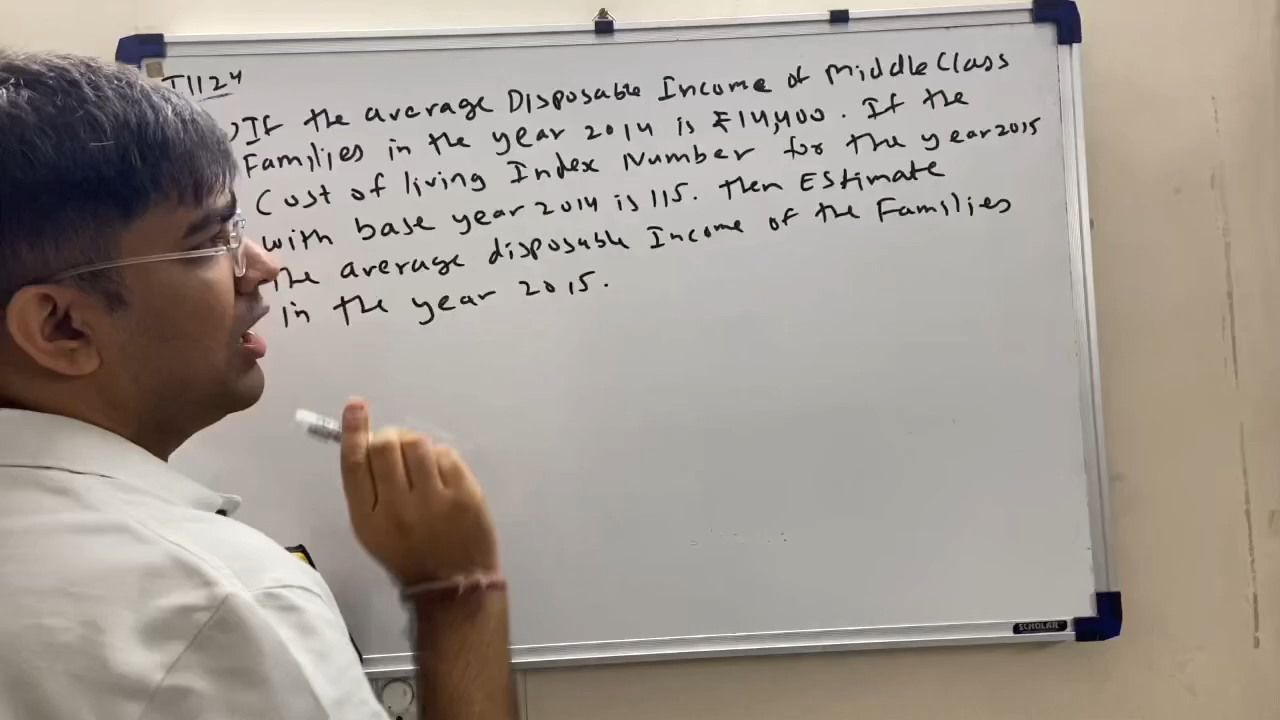 )If the average Disposable Income of Middle Class
Families in the year 2014 is ₹14,400. If the
Cost of living Index Number for the year 2015
with base year 2014 is 115. then Estimate
the average disposable Income of the Families
in the year 2015.
SCHOLAR